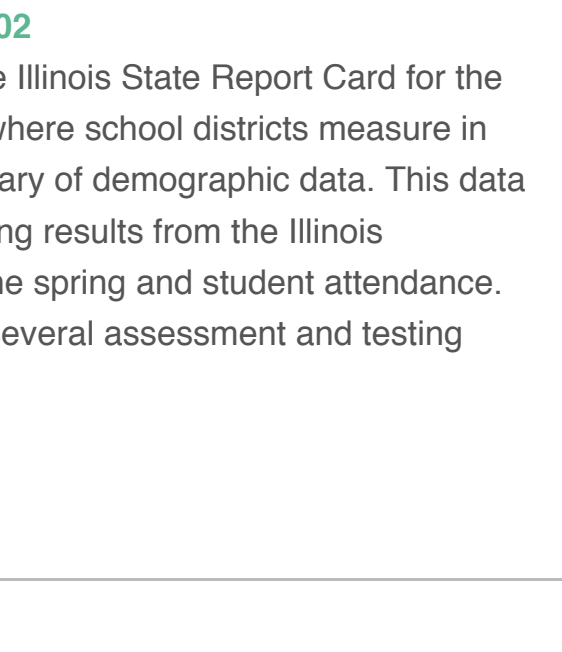 02
e Illinois State Report Card for the
where school districts measure in
ary of demographic data. This data
ng results from the Illinois
he spring and student attendance.
everal assessment and testing